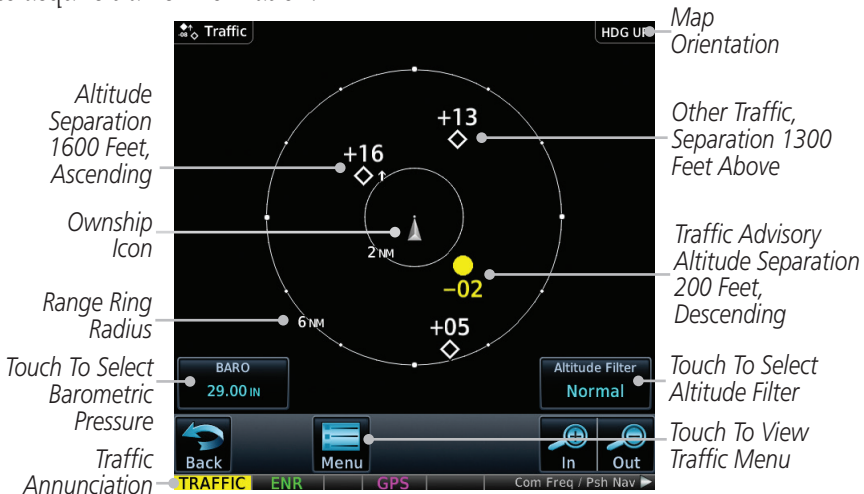 Traffic
HDG UP
Map
Orientation
Altitude
Separation
1600 Feet,
Ascending
+13
+16
↑
Other Traffic,
Separation 1300
Feet Above
Ownship
Icon
2 NM
-02
Traffic Advisory
Altitude Separation
200 Feet,
Descending
Range Ring
Radius
6 NM
+05
Touch To Select
Barometric
Pressure
BARO
29.00 IN
Altitude Filter
Normal
Touch To Select
Altitude Filter
Back
Menu
In
Out
Touch To View
Traffic Menu
Traffic
Annunciation
TRAFFIC
ENR
GPS
Com Freq / Psh Nav